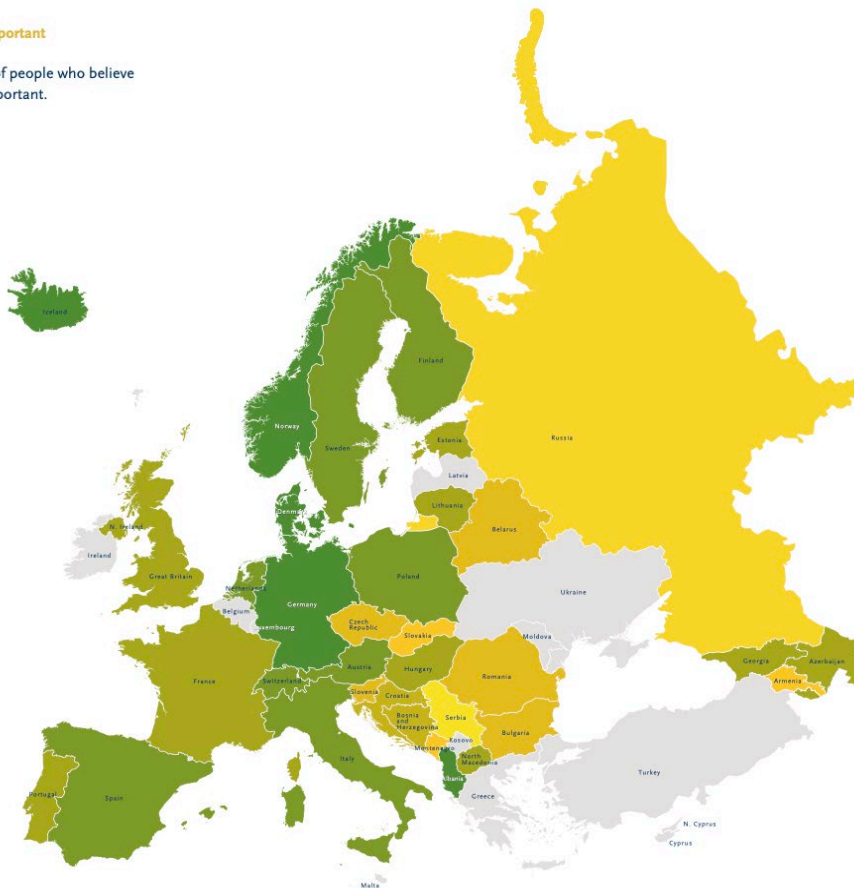 portant
of people who believe
portant.
Iceland
Norway
Sweden
Finland
Russia
Estonia
Latvia
Lithuania
Denmark
Belarus
N. Ireland
Ireland
Great Britain
Netherlands
Belgium
Luxembourg
Germany
Poland
Ukraine
Czech
Republic
Slovakia
Moldova
France
Switzerland
Austria
Hungary
Romania
Georgia
Azerbaijan
Armenia
Slovenia
Croatia
Bosnia
and
Herzegovina
Serbia
Bulgaria
Montenegro
Kosovo
North
Macedonia
Albania
Italy
Portugal
Spain
Greece
Turkey
N. Cyprus
Cyprus
Malta